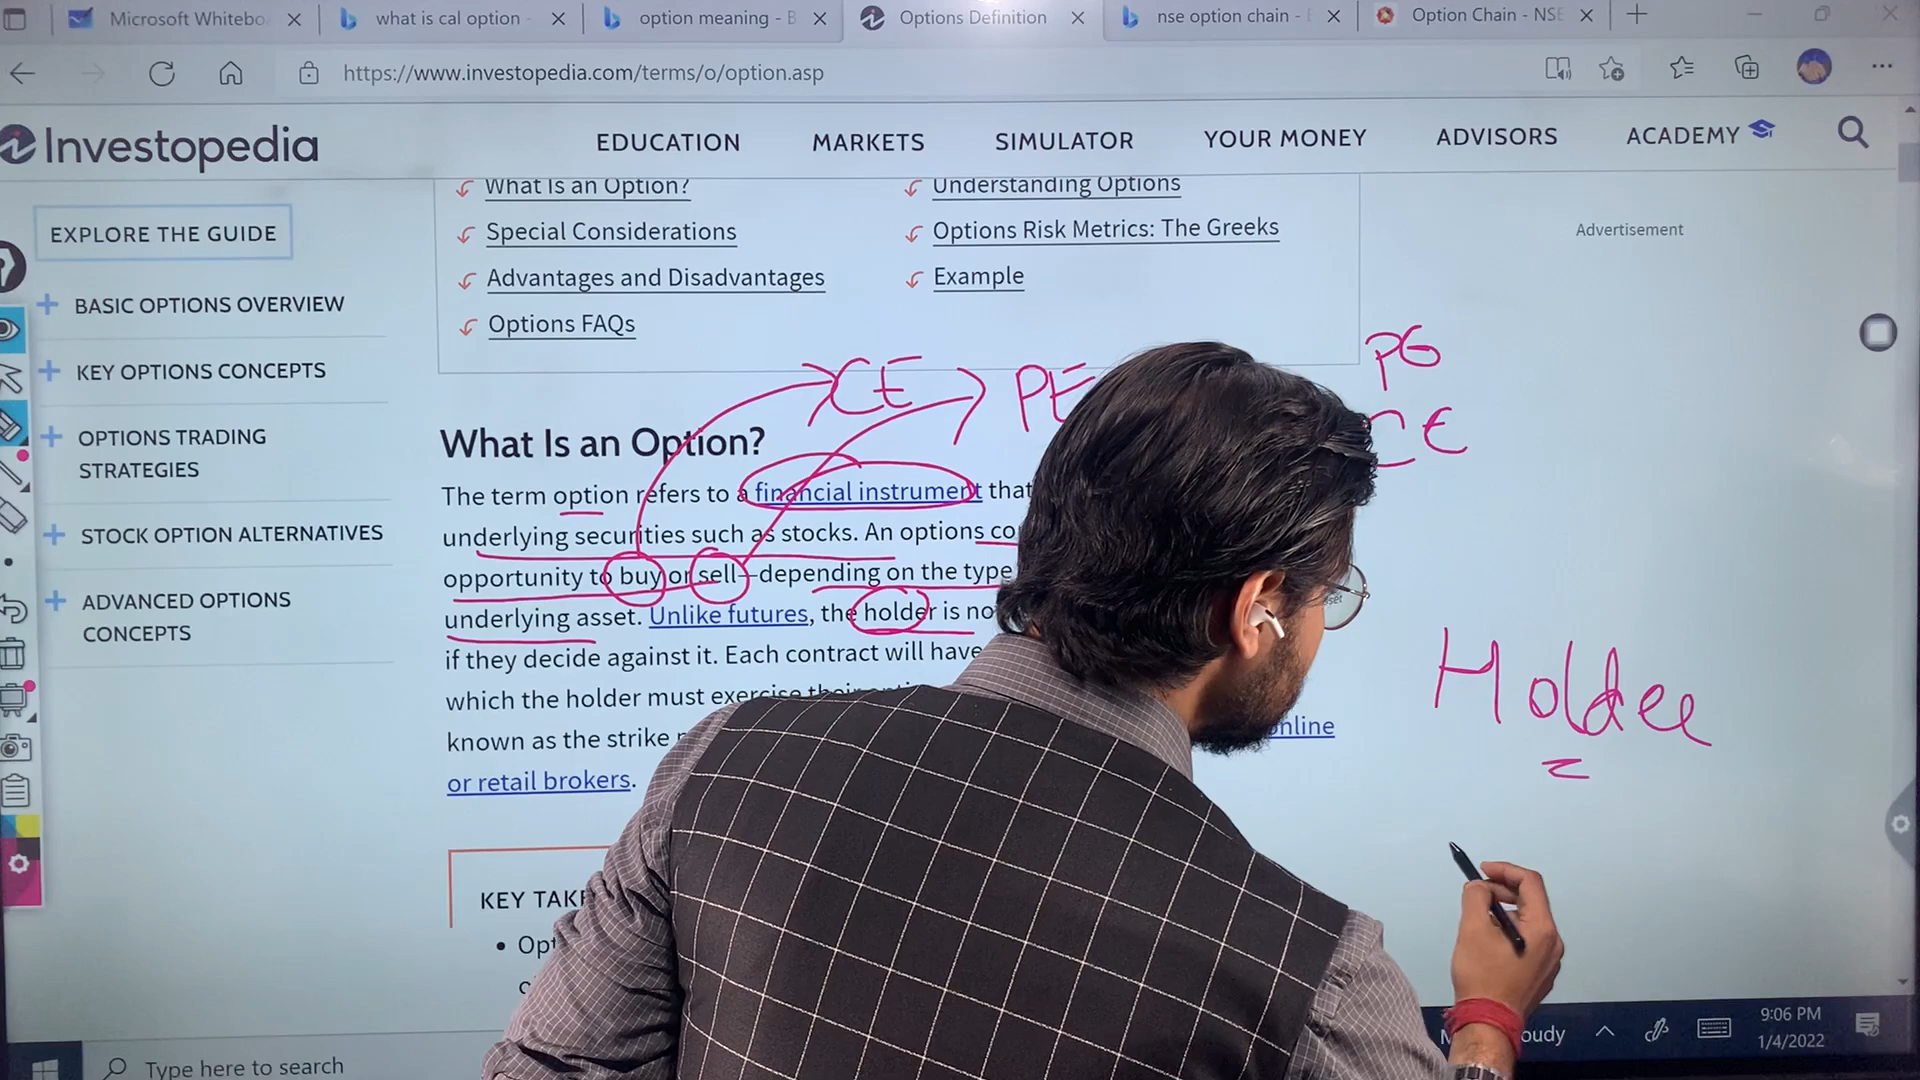 Microsoft Whitebo
what is cal option
option meaning - B
Options Definition
nse option chain -
Option Chain - NSE
https://www.investopedia.com/terms/o/option.asp
Investopedia
EDUCATION
MARKETS
SIMULATOR
YOUR MONEY
ADVISORS
ACADEMY
EXPLORE THE GUIDE
BASIC OPTIONS OVERVIEW
KEY OPTIONS CONCEPTS
OPTIONS TRADING
STRATEGIES
STOCK OPTION ALTERNATIVES
ADVANCED OPTIONS
CONCEPTS
What Is an Option?
Understanding Options
Special Considerations
Options Risk Metrics: The Greeks
Advantages and Disadvantages
Example
Options FAQs
Advertisement
CE
PE
CE
What Is an Option?
The term option refers to a financial instrument that
underlying securities such as stocks. An options co
opportunity to buy or sell—depending on the type
underlying asset. Unlike futures, the holder is no
if they decide against it. Each contract will have
which the holder must exercise their
known as the strike
online
or retail brokers.
Holder
KEY TAKE
• Opt
Type here to search
oudy
9:06 PM
1/4/2022